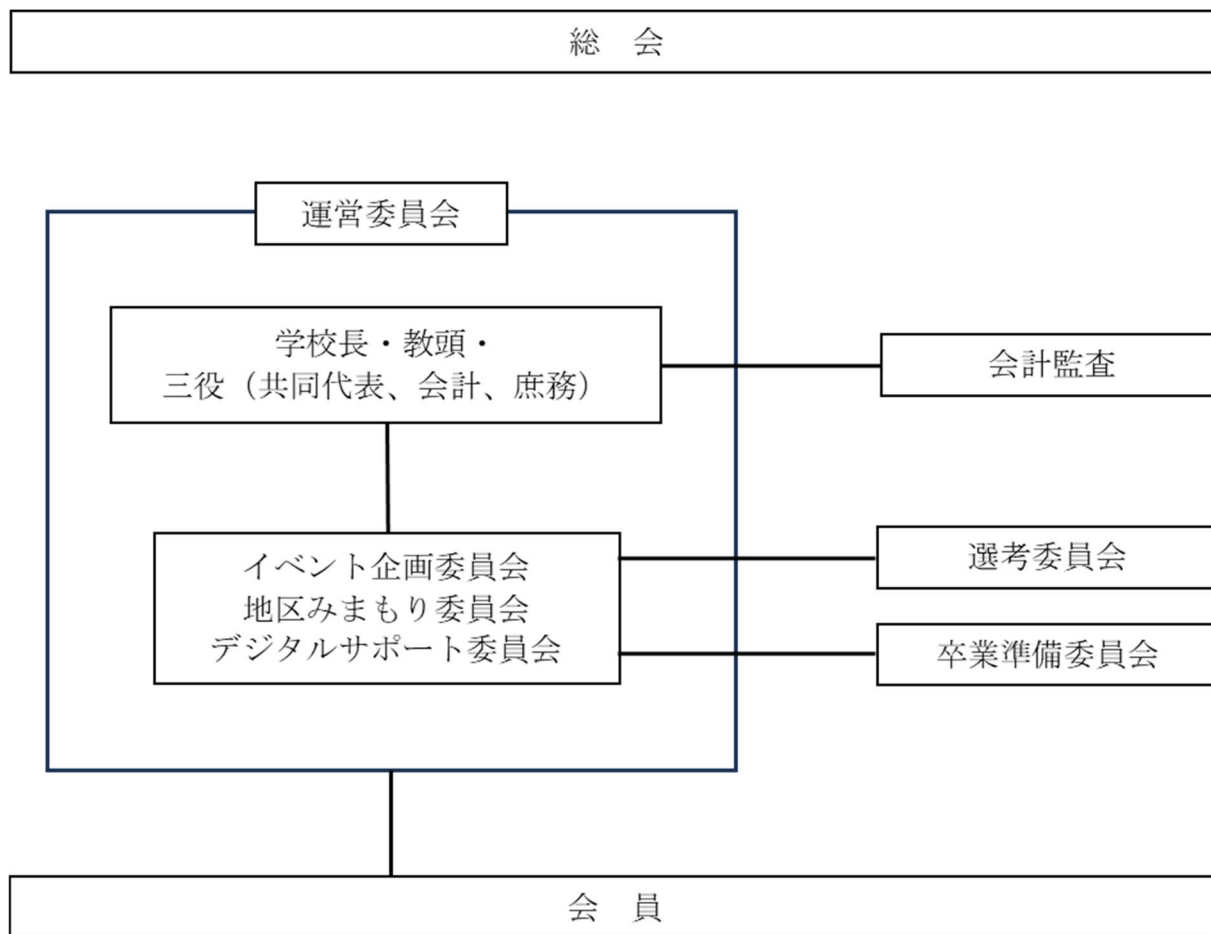 総　会
運営委員会
学校長・教頭・
三役（共同代表、会計、庶務）
会計監査
イベント企画委員会
地区みまもり委員会
デジタルサポート委員会
選考委員会
卒業準備委員会
会　員